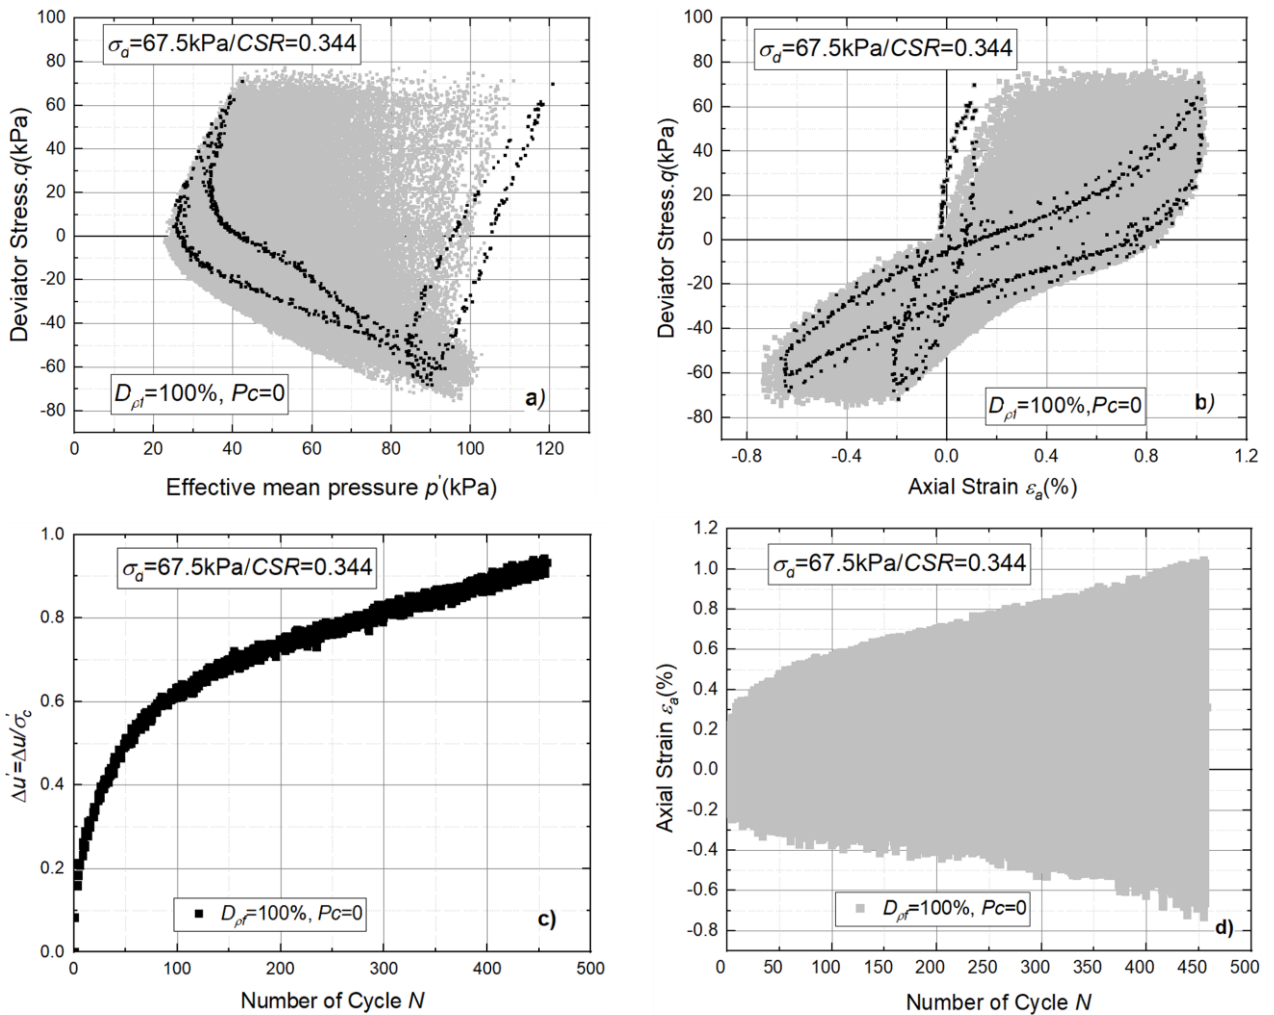 σd=67.5kPa/CSR=0.344
100
80
60
40
20
0
-20
-40
-60
-80
Deviator Stress.q(kPa)
Dρf=100%, Pc=0
a)
0 20 40 60 80 100 120
Effective mean pressure p'(kPa)
σd=67.5kPa/CSR=0.344
100
80
60
40
20
0
-20
-40
-60
-80
Deviator Stress.q(kPa)
Dρf=100%,Pc=0
b)
-0.8 -0.4 0.0 0.4 0.8 1.2
Axial Strain εa(%)
σd=67.5kPa/CSR=0.344
1.0
0.8
0.6
0.4
0.2
0.0
Δu'=Δu/σ'c
Dρf=100%, Pc=0
c)
0 100 200 300 400 500
Number of Cycle N
σd=67.5kPa/CSR=0.344
1.2
1.0
0.8
0.6
0.4
0.2
0.0
-0.2
-0.4
-0.6
-0.8
Axial Strain εa(%)
Dρf=100%, Pc=0
d)
0 50 100 150 200 250 300 350 400 450 500
Number of Cycle N